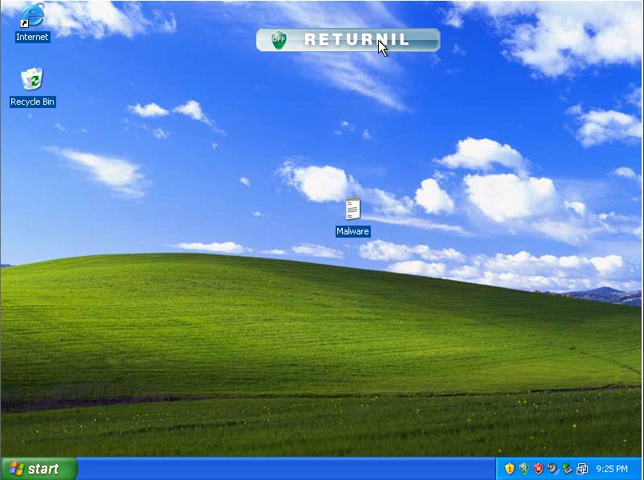 Internet
OFF RETURNIL
Recycle Bin
Malware
start
9:25 PM